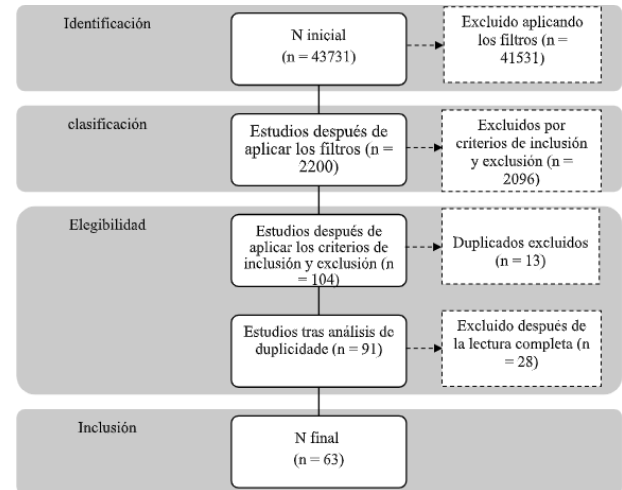 Identificación
N inicial
(n = 43731)
Excluido aplicando
los filtros (n =
41531)
clasificación
Estudios después de
aplicar los filtros (n =
2200)
Excluidos por
criterios de inclusión
y exclusión (n =
2096)
Elegibilidad
Estudios después de
aplicar los criterios de
inclusión y exclusión (n
= 104)
Duplicados excluidos
(n = 13)
Estudios tras análisis de
duplicidade (n = 91)
Excluido después de
la lectura completa (n
= 28)
Inclusión
N final
(n = 63)